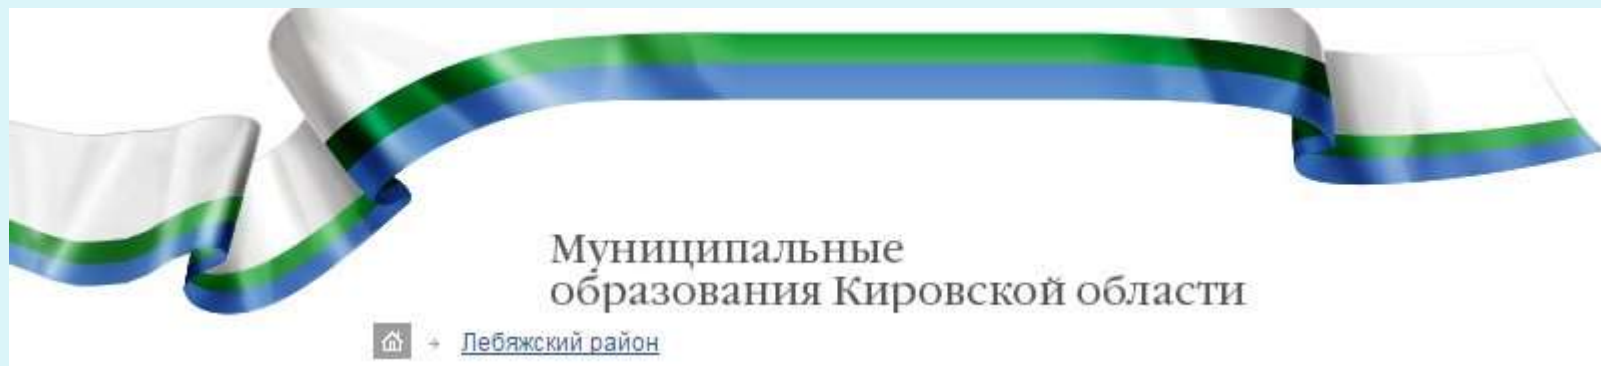 Муниципальные
образования Кировской области
Лебяжский район